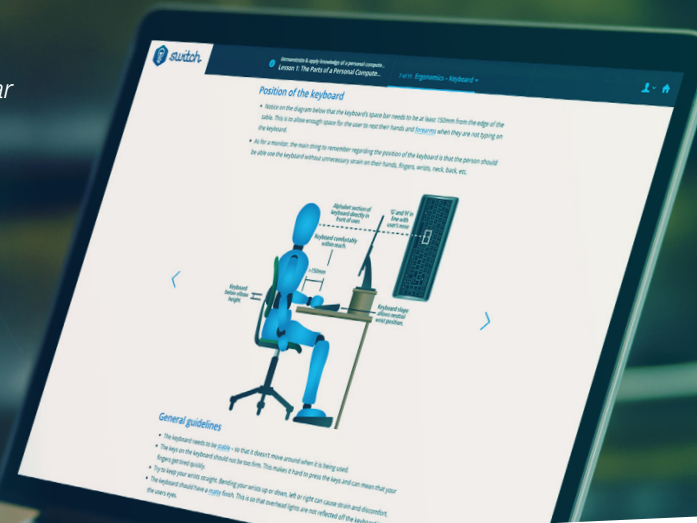 ar
switch
Demonstrate & apply knowledge of a personal compute...
Lesson 1: The Parts of a Personal Compute...
1 of 11 Ergonomics - Keyboard
Position of the keyboard
• Notice on the diagram below that the keyboard's space bar needs to be at least 150mm from the edge of the
table. This is to allow enough space for the user to rest their hands and forearms when they are not typing on
the keyboard.
• As for a monitor, the main thing to remember regarding the position of the keyboard is that the person should
be able use the keyboard without unnecessary strain on their hands, fingers, wrists, neck, back, etc.
Alphabet section of
keyboard directly in
front of user.
'G' and 'H' in
line with
user's nose
Keyboard comfortably
within reach.
>150mm
Keyboard
below elbow
height.
Keyboard slope
allows neutral
wrist position.
General guidelines
• The keyboard needs to be stable - so that it doesn't move around when it is being used.
• The keys on the keyboard should not be too firm. This makes it hard to press the keys and can mean that your
fingers get tired quickly.
• Try to keep your wrists straight. Bending your wrists up or down, left or right can cause strain and discomfort.
• The keyboard should have a matte finish. This is so that overhead lights are not reflected off the keyboard
the users eyes.